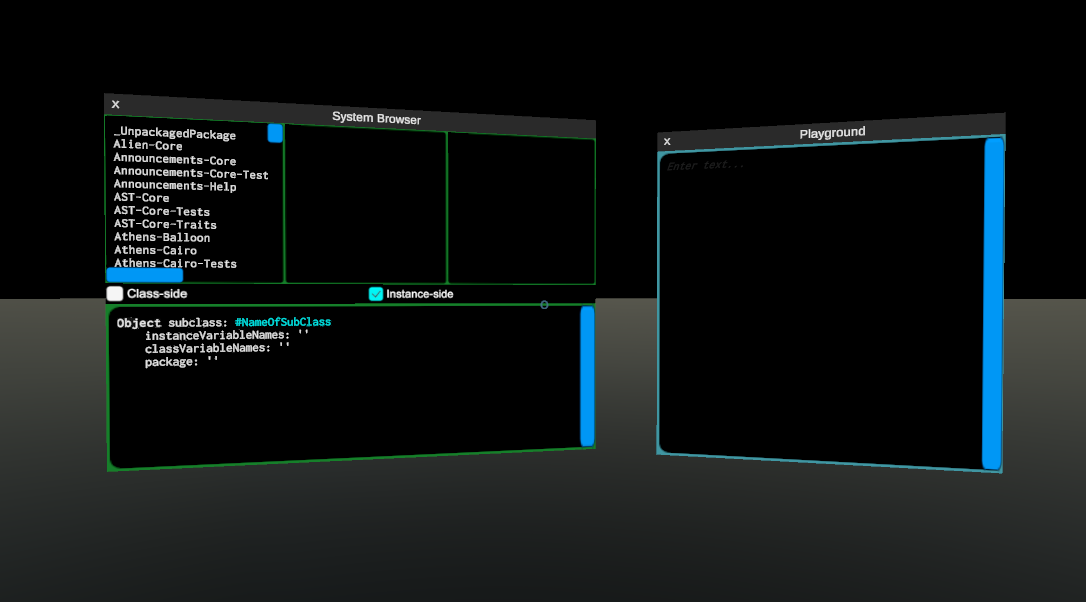 x
System Browser
_UnpackagedPackage
Alien-Core
Announcements-Core
Announcements-Core-Test
Announcements-Help
AST-Core
AST-Core-Tests
AST-Core-Traits
Athens-Balloon
Athens-Cairo
Athens-Cairo-Tests
Class-side
Instance-side
Object subclass: #NameOfSubClass
    instanceVariableNames: ''
    classVariableNames: ''
    package: ''
x
Playground
Enter text...